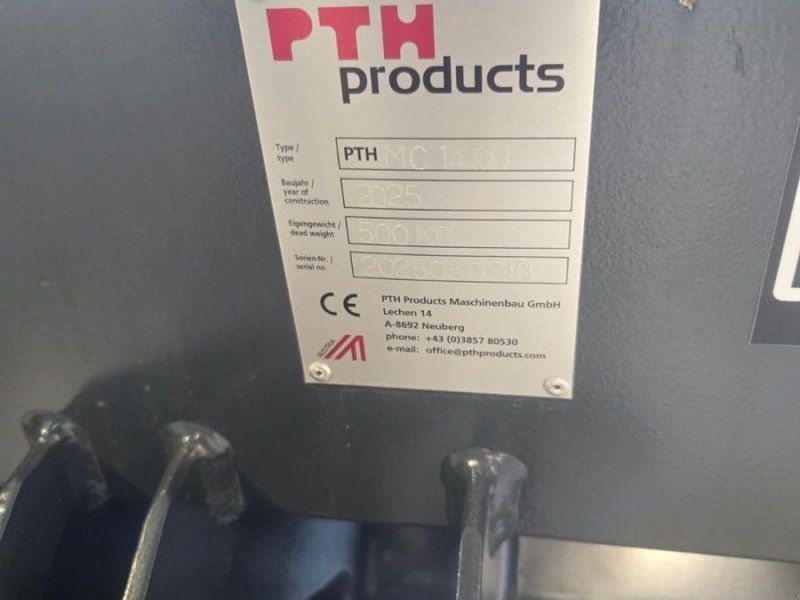 PTH
products
Type /
type
PTH MC 1400
Baujahr /
year of
construction
2025
Eigengewicht /
dead weight
500 KG
Serien-Nr. /
serial no.
CE
PTH Products Maschinenbau GmbH
Lechen 14
A-8692 Neuberg
phone: +43 (0)3857 80530
e-mail: office@pthproducts.com
AUSTRIA